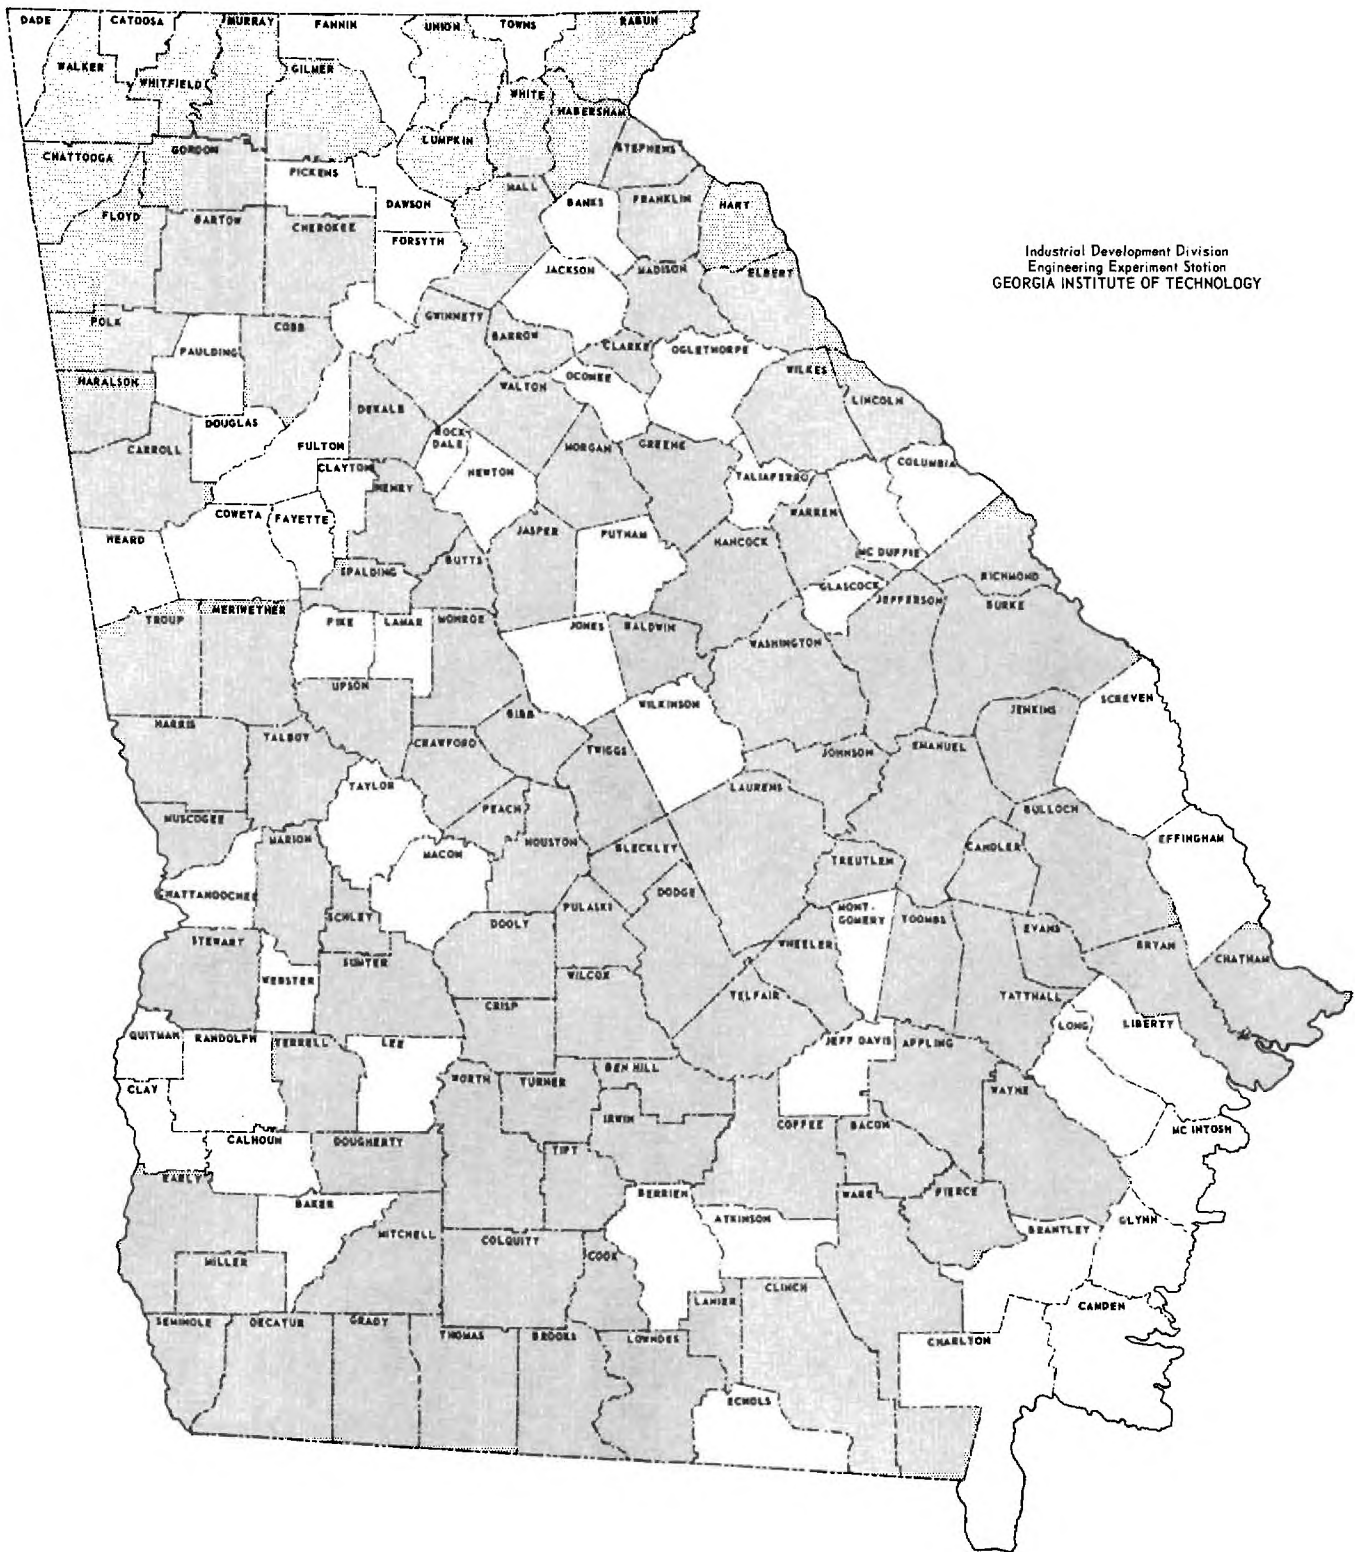 DADE
CATOOSA
MURRAY
FANNIN
UNION
TOWNS
RABUN
WALKER
WHITFIELD
GILMER
WHITE
HABERSHAM
LUMPKIN
STEPHENS
CHATTOOGA
GORDON
PICKENS
DAWSON
HALL
BANKS
FRANKLIN
HART
FLOYD
BARTOW
CHEROKEE
FORSYTH
JACKSON
MADISON
ELBERT
Industrial Development Division
Engineering Experiment Station
GEORGIA INSTITUTE OF TECHNOLOGY
POLK
PAULDING
COBB
GWINNETT
BARROW
CLARKE
OGLETHORPE
HARALSON
DOUGLAS
DEKALB
WALTON
OCONEE
WILKES
LINCOLN
CARROLL
FULTON
CLAYTON
ROCK-
DALE
NEWTON
MORGAN
GREENE
TALIAFERRO
COLUMBIA
HENRY
COWETA
FAYETTE
HEARD
SPALDING
BUTTS
JASPER
PUTNAM
HANCOCK
WARREN
MC DUFFIE
GLASCOCK
JEFFERSON
RICHMOND
BURKE
TROUP
MERIWETHER
PIKE
LAMAR
MONROE
JONES
BALDWIN
WASHINGTON
UPSON
BIBB
WILKINSON
JENKINS
SCREVEN
HARRIS
TALBOT
CRAWFORD
TWIGGS
JOHNSON
EMANUEL
TAYLOR
PEACH
LAURENS
MUSCOGEE
MARION
MACON
HOUSTON
BLECKLEY
TREUTLEM
CANDLER
BULLOCH
EFFINGHAM
CHATTANOOCHEE
SCHLEY
DOOLY
PULASKI
DODGE
MONT-
GOMERY
TOOMBS
EVANS
BRYAN
CHATHAM
STEWART
WEBSTER
SUMTER
WILCOX
WHEELER
TATTNALL
CRISP
TELFAIR
QUITMAN
RANDOLPH
TERRELL
LEE
LONG
LIBERTY
JEFF DAVIS
APPLING
CLAY
WORTH
TURNER
BEN HILL
WAYNE
CALHOUN
DOUGHERTY
IRWIN
TIFT
COFFEE
BACON
MC INTOSH
EARLY
BAKER
BERRIEN
WARE
PIERCE
MITCHELL
COLQUITT
ATKINSON
BRANTLEY
GLYNN
MILLER
COOK
LANIER
CLINCH
CAMDEN
SEMINOLE
DECATUR
GRADY
THOMAS
BROOKS
LOWNDES
CHARLTON
ECHOLS